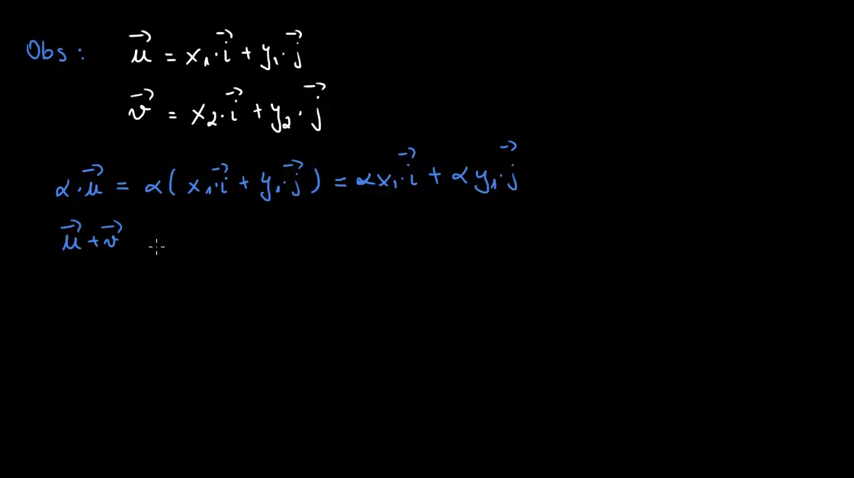 Obs: u⃗ = x₁·i⃗ + y₁·j⃗
v⃗ = x₂·i⃗ + y₂·j⃗
α·u⃗ = α(x₁·i⃗ + y₁·j⃗) = αx₁·i⃗ + αy₁·j⃗
u⃗ + v⃗